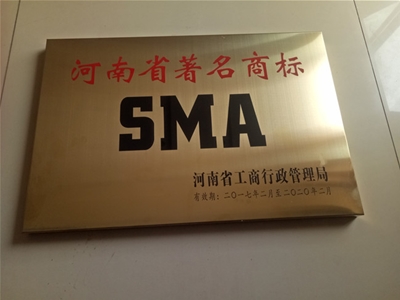 河南省著名商标
SMA
河南省工商行政管理局
有效期:二〇一七年二月至二〇二〇年二月